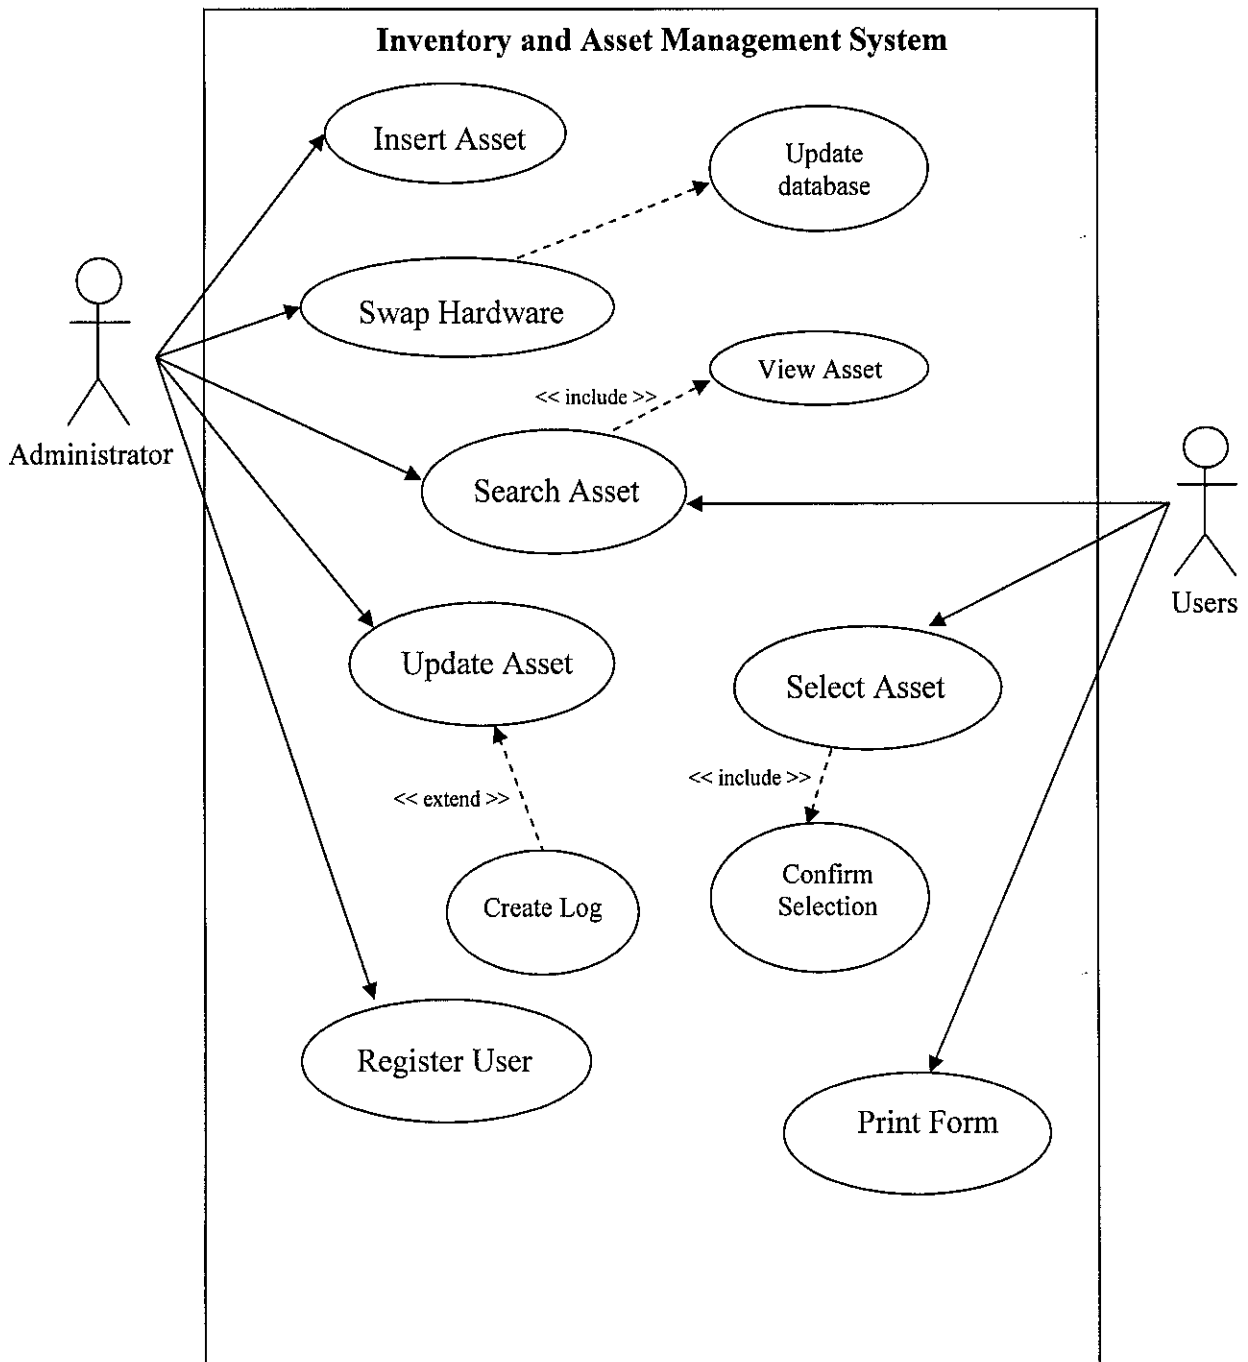 Inventory and Asset Management System
Insert Asset
Update
database
Swap Hardware
View Asset
<< include >>
Administrator
Search Asset
Users
Update Asset
Select Asset
<< include >>
<< extend >>
Confirm
Selection
Create Log
Register User
Print Form